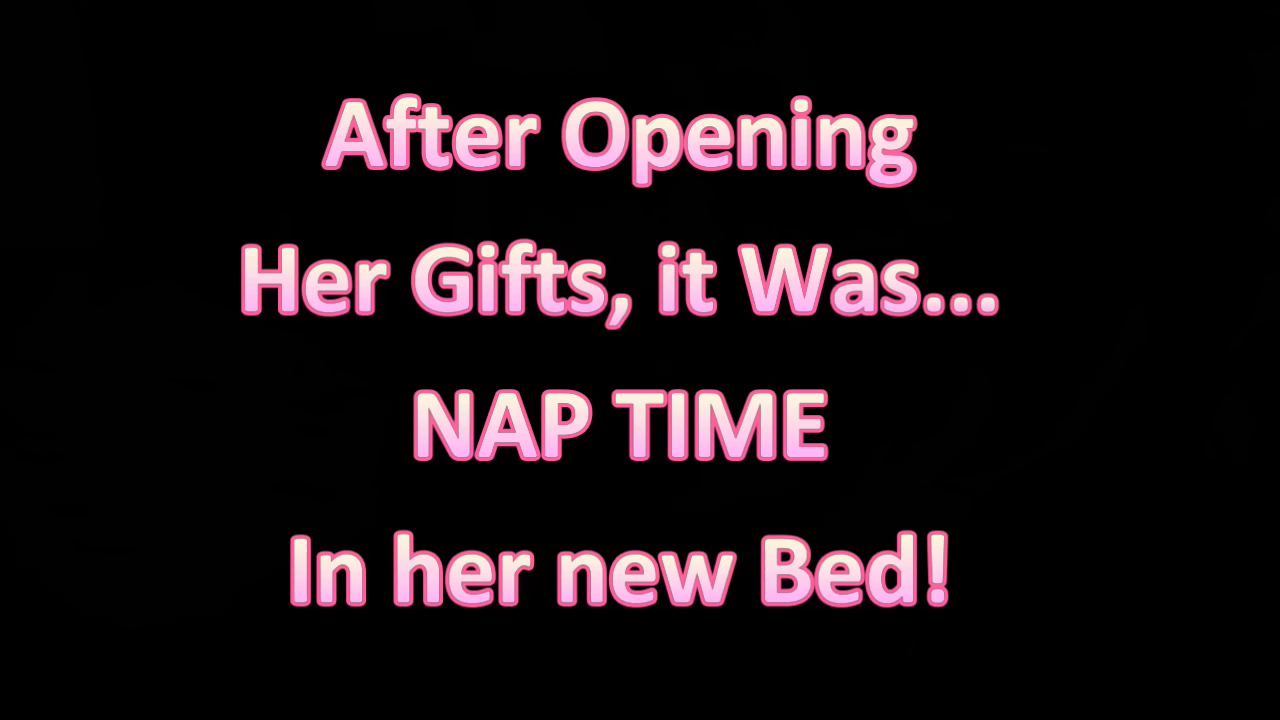 After Opening
Her Gifts, it Was...
NAP TIME
In her new Bed!